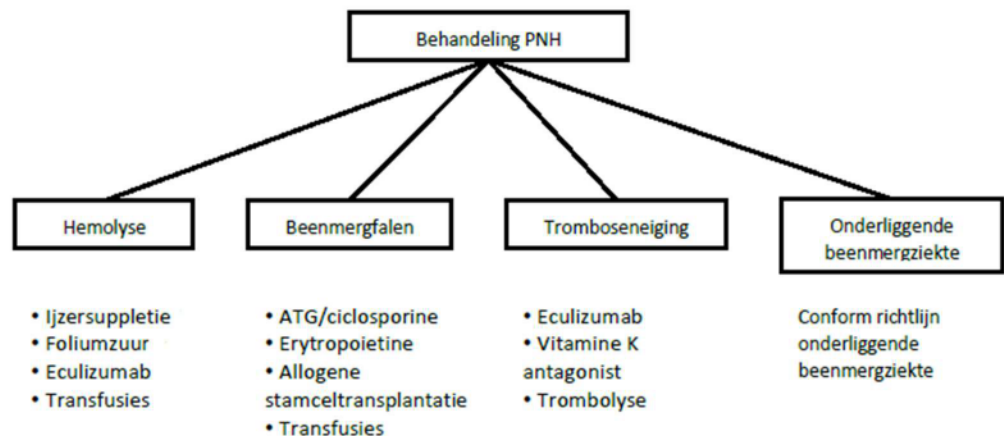 Behandeling PNH
Hemolyse
• Ijzersuppletie
• Foliumzuur
• Eculizumab
• Transfusies
Beenmergfalen
• ATG/ciclosporine
• Erytropoietine
• Allogene
stamceltransplantatie
• Transfusies
Tromboseneiging
• Eculizumab
• Vitamine K
antagonist
• Trombolyse
Onderliggende
beenmergziekte
Conform richtlijn
onderliggende
beenmergziekte